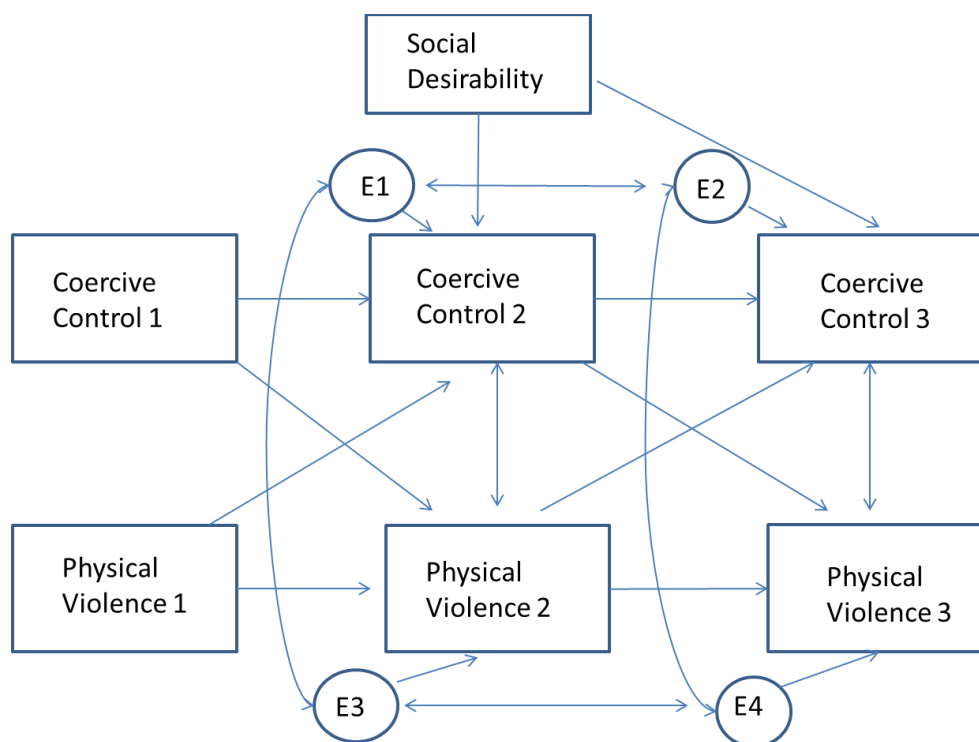 Social
Desirability
E1
E2
Coercive
Control 1
Coercive
Control 2
Coercive
Control 3
Physical
Violence 1
Physical
Violence 2
Physical
Violence 3
E3
E4